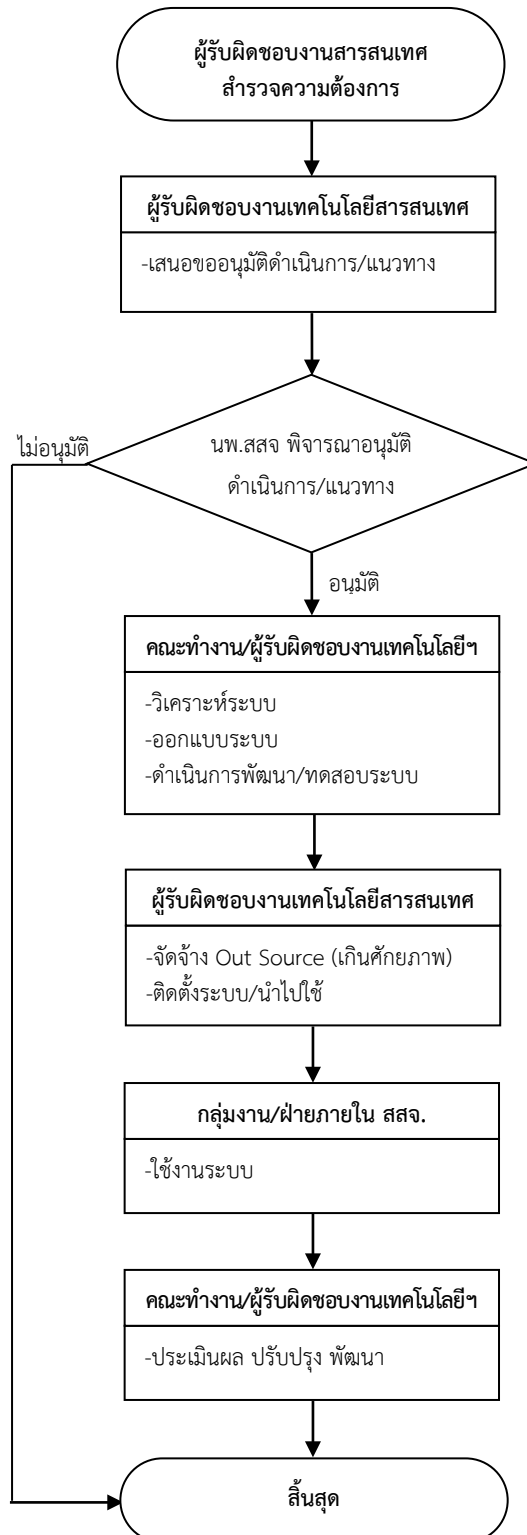 ผู้รับผิดชอบงานสารสนเทศ
สำรวจความต้องการ
ผู้รับผิดชอบงานเทคโนโลยีสารสนเทศ
-เสนอขออนุมัติดำเนินการ/แนวทาง
ไม่อนุมัติ
นพ.สสจ พิจารณาอนุมัติ
ดำเนินการ/แนวทาง
อนุมัติ
คณะทำงาน/ผู้รับผิดชอบงานเทคโนโลยีฯ
-วิเคราะห์ระบบ
-ออกแบบระบบ
-ดำเนินการพัฒนา/ทดสอบระบบ
ผู้รับผิดชอบงานเทคโนโลยีสารสนเทศ
-จัดจ้าง Out Source (เกินศักยภาพ)
-ติดตั้งระบบ/นำไปใช้
กลุ่มงาน/ฝ่ายภายใน สสจ.
-ใช้งานระบบ
คณะทำงาน/ผู้รับผิดชอบงานเทคโนโลยีฯ
-ประเมินผล ปรับปรุง พัฒนา
สิ้นสุด